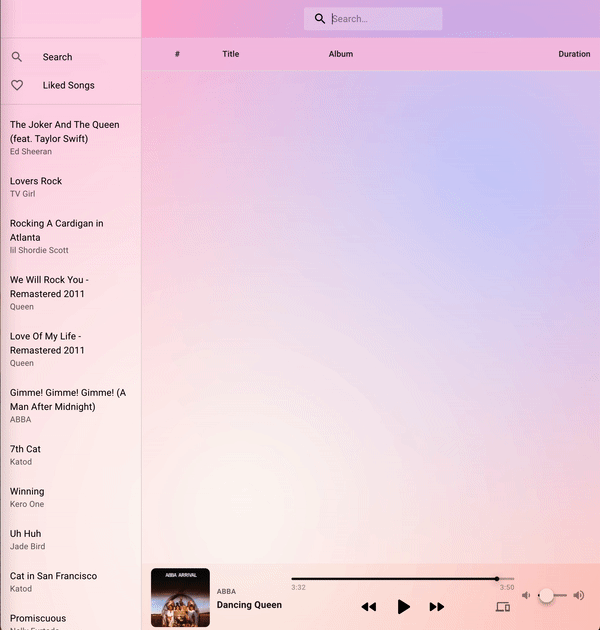 Search...
Search
Liked Songs
The Joker And The Queen
(feat. Taylor Swift)
Ed Sheeran
Lovers Rock
TV Girl
Rocking A Cardigan in
Atlanta
lil Shordie Scott
We Will Rock You -
Remastered 2011
Queen
Love Of My Life -
Remastered 2011
Queen
Gimme! Gimme! Gimme! (A
Man After Midnight)
ABBA
7th Cat
Katod
Winning
Kero One
Uh Huh
Jade Bird
Cat in San Francisco
Katod
Promiscuous
Nelly Furtado
# Title Album Duration
ABBA ARRIVAL
ABBA
Dancing Queen
3:32 3:50